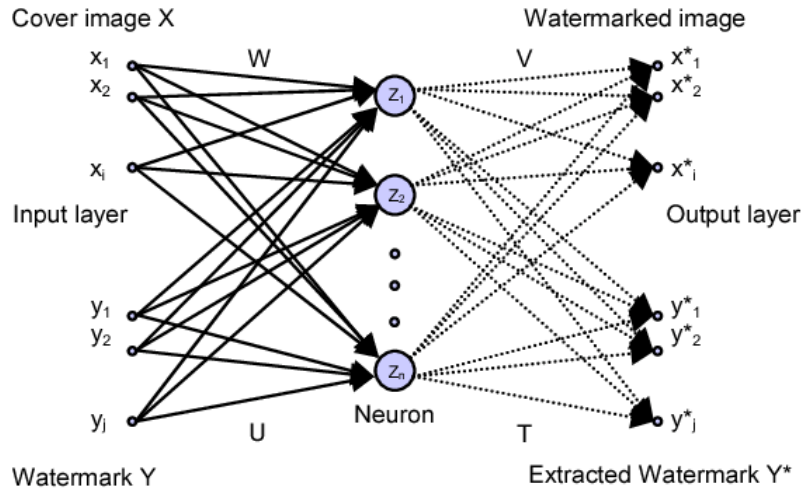 Cover image X
Watermarked image
x₁
W
V
x*₁
x₂
Z₁
x*₂
xᵢ
Z₂
x*ᵢ
Input layer
Output layer
y₁
y*₁
y₂
y*₂
Zₙ
Neuron
yⱼ
U
T
y*ⱼ
Watermark Y
Extracted Watermark Y*